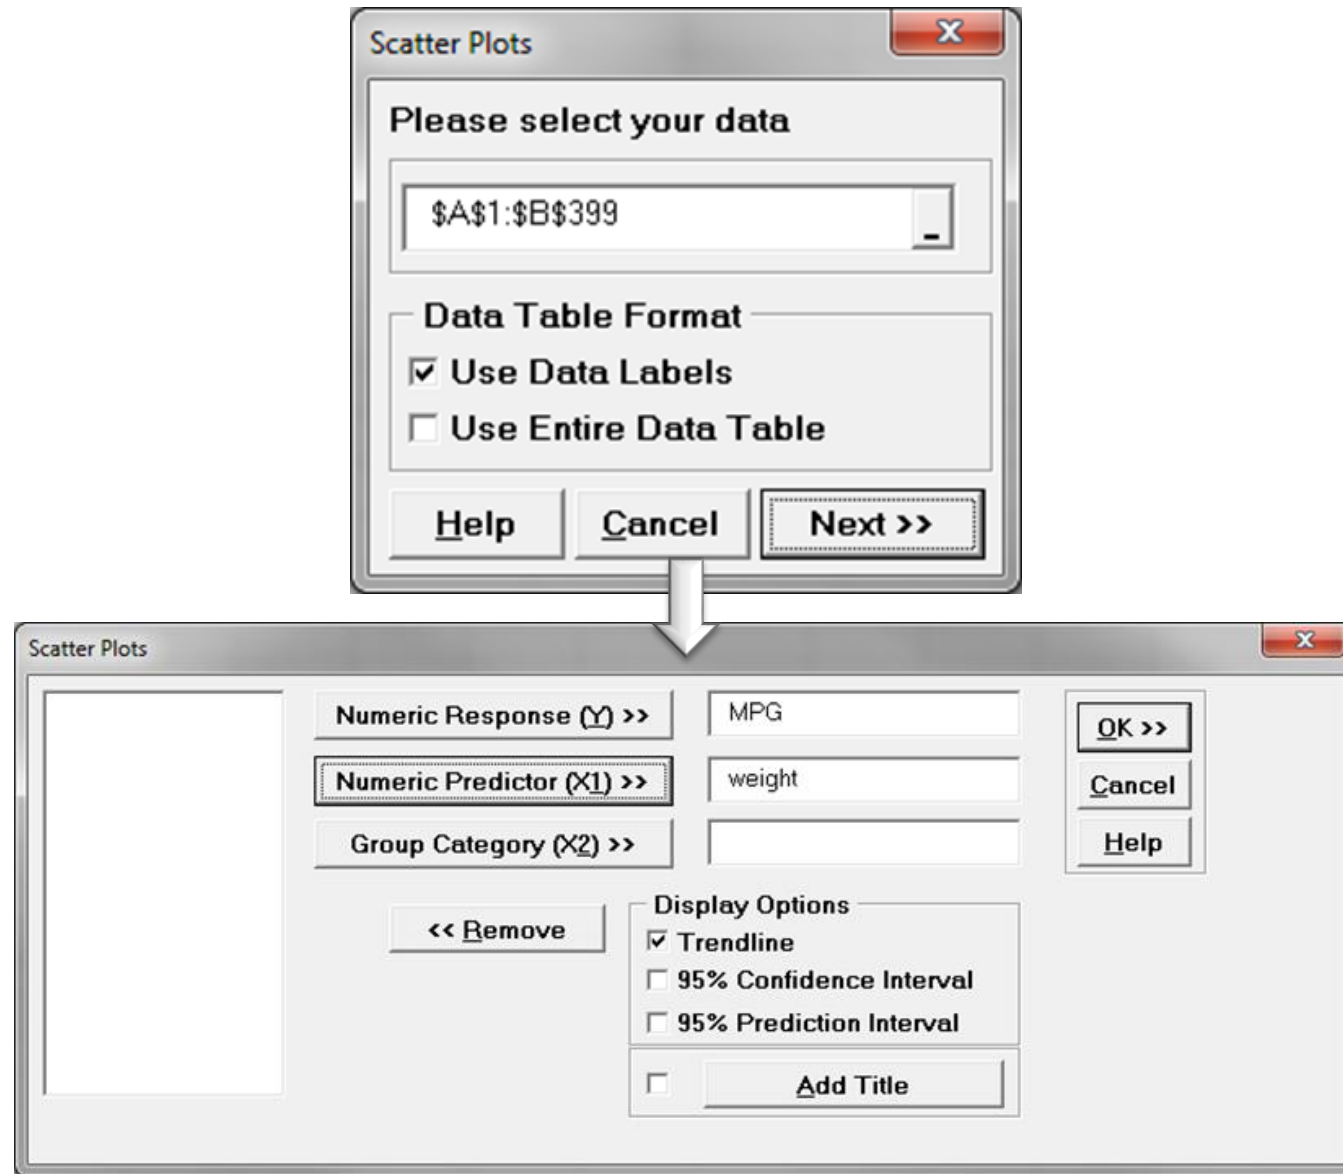 Scatter Plots
x
Please select your data
$A$1:$B$399
Data Table Format
Use Data Labels
Use Entire Data Table
Help Cancel Next >>
Scatter Plots
x
Numeric Response (Y) >> MPG OK >>
Numeric Predictor (X1) >> weight Cancel
Group Category (X2) >> Help
<< Remove Display Options
Trendline
95% Confidence Interval
95% Prediction Interval
Add Title